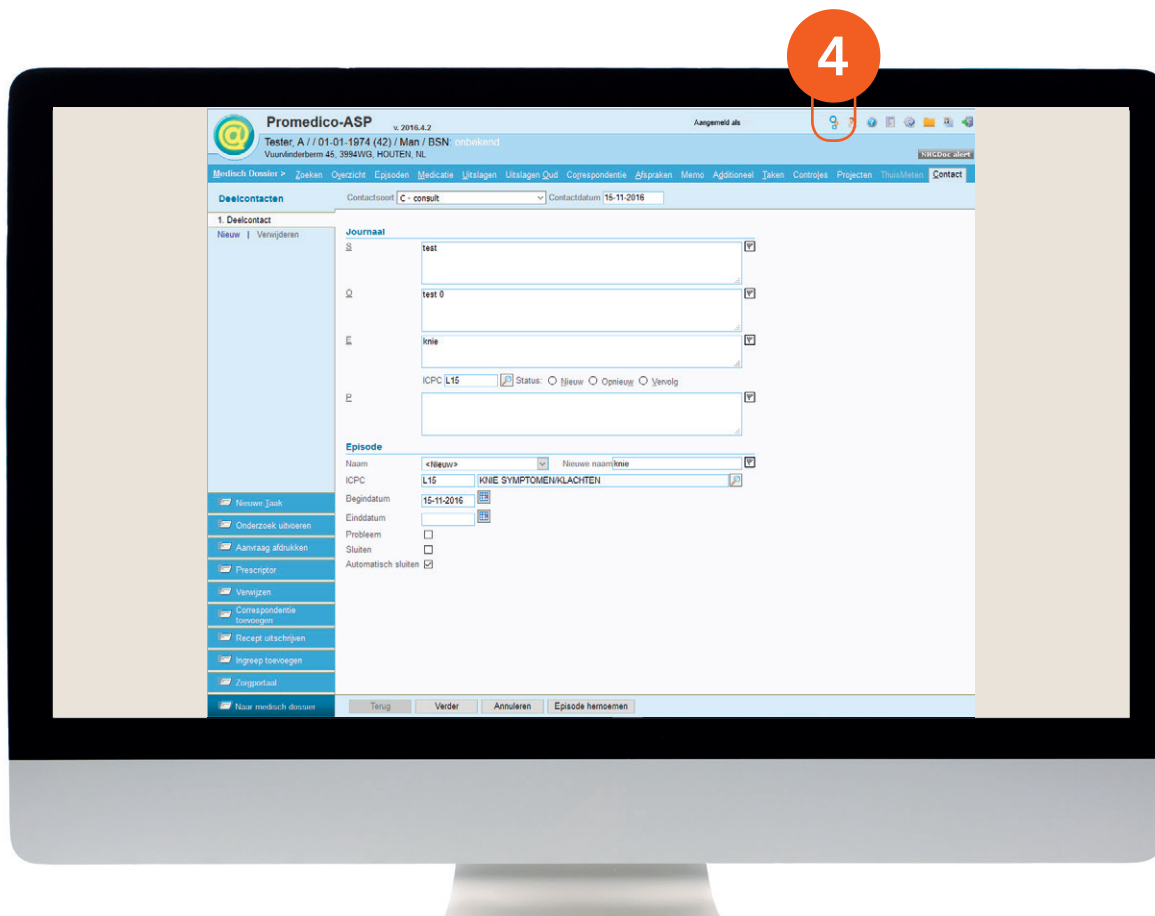 4
Promedico-ASP v. 2016.4.2 Aangemeld als
Tester, A / / 01-01-1974 (42) / Man / BSN: onbekend
Vuurvlinderberm 45, 3994WG, HOUTEN, NL
NHGDoc alert
Medisch Dossier > Zoeken Overzicht Episoden Medicatie Uitslagen Uitslagen Oud Correspondentie Afspraken Memo Additioneel Taken Controles Projecten ThuisMeten Contact
Deelcontacten Contactsoort C - consult Contactdatum 15-11-2016
1. Deelcontact
Nieuw | Verwijderen
Journaal
S test
O test 0
E knie
ICPC L15 Status: Nieuw Opnieuw Vervolg
P
Episode
Naam <Nieuw> Nieuwe naam knie
ICPC L15 KNIE SYMPTOMEN/KLACHTEN
Begindatum 15-11-2016
Einddatum
Probleem
Sluiten
Automatisch sluiten
Nieuwe Taak
Onderzoek uitvoeren
Aanvraag afdrukken
Prescriptor
Verwijzen
Correspondentie
toevoegen
Recept uitschrijven
Ingreep toevoegen
Zorgportaal
Naar medisch dossier
Terug Verder Annuleren Episode hernoemen